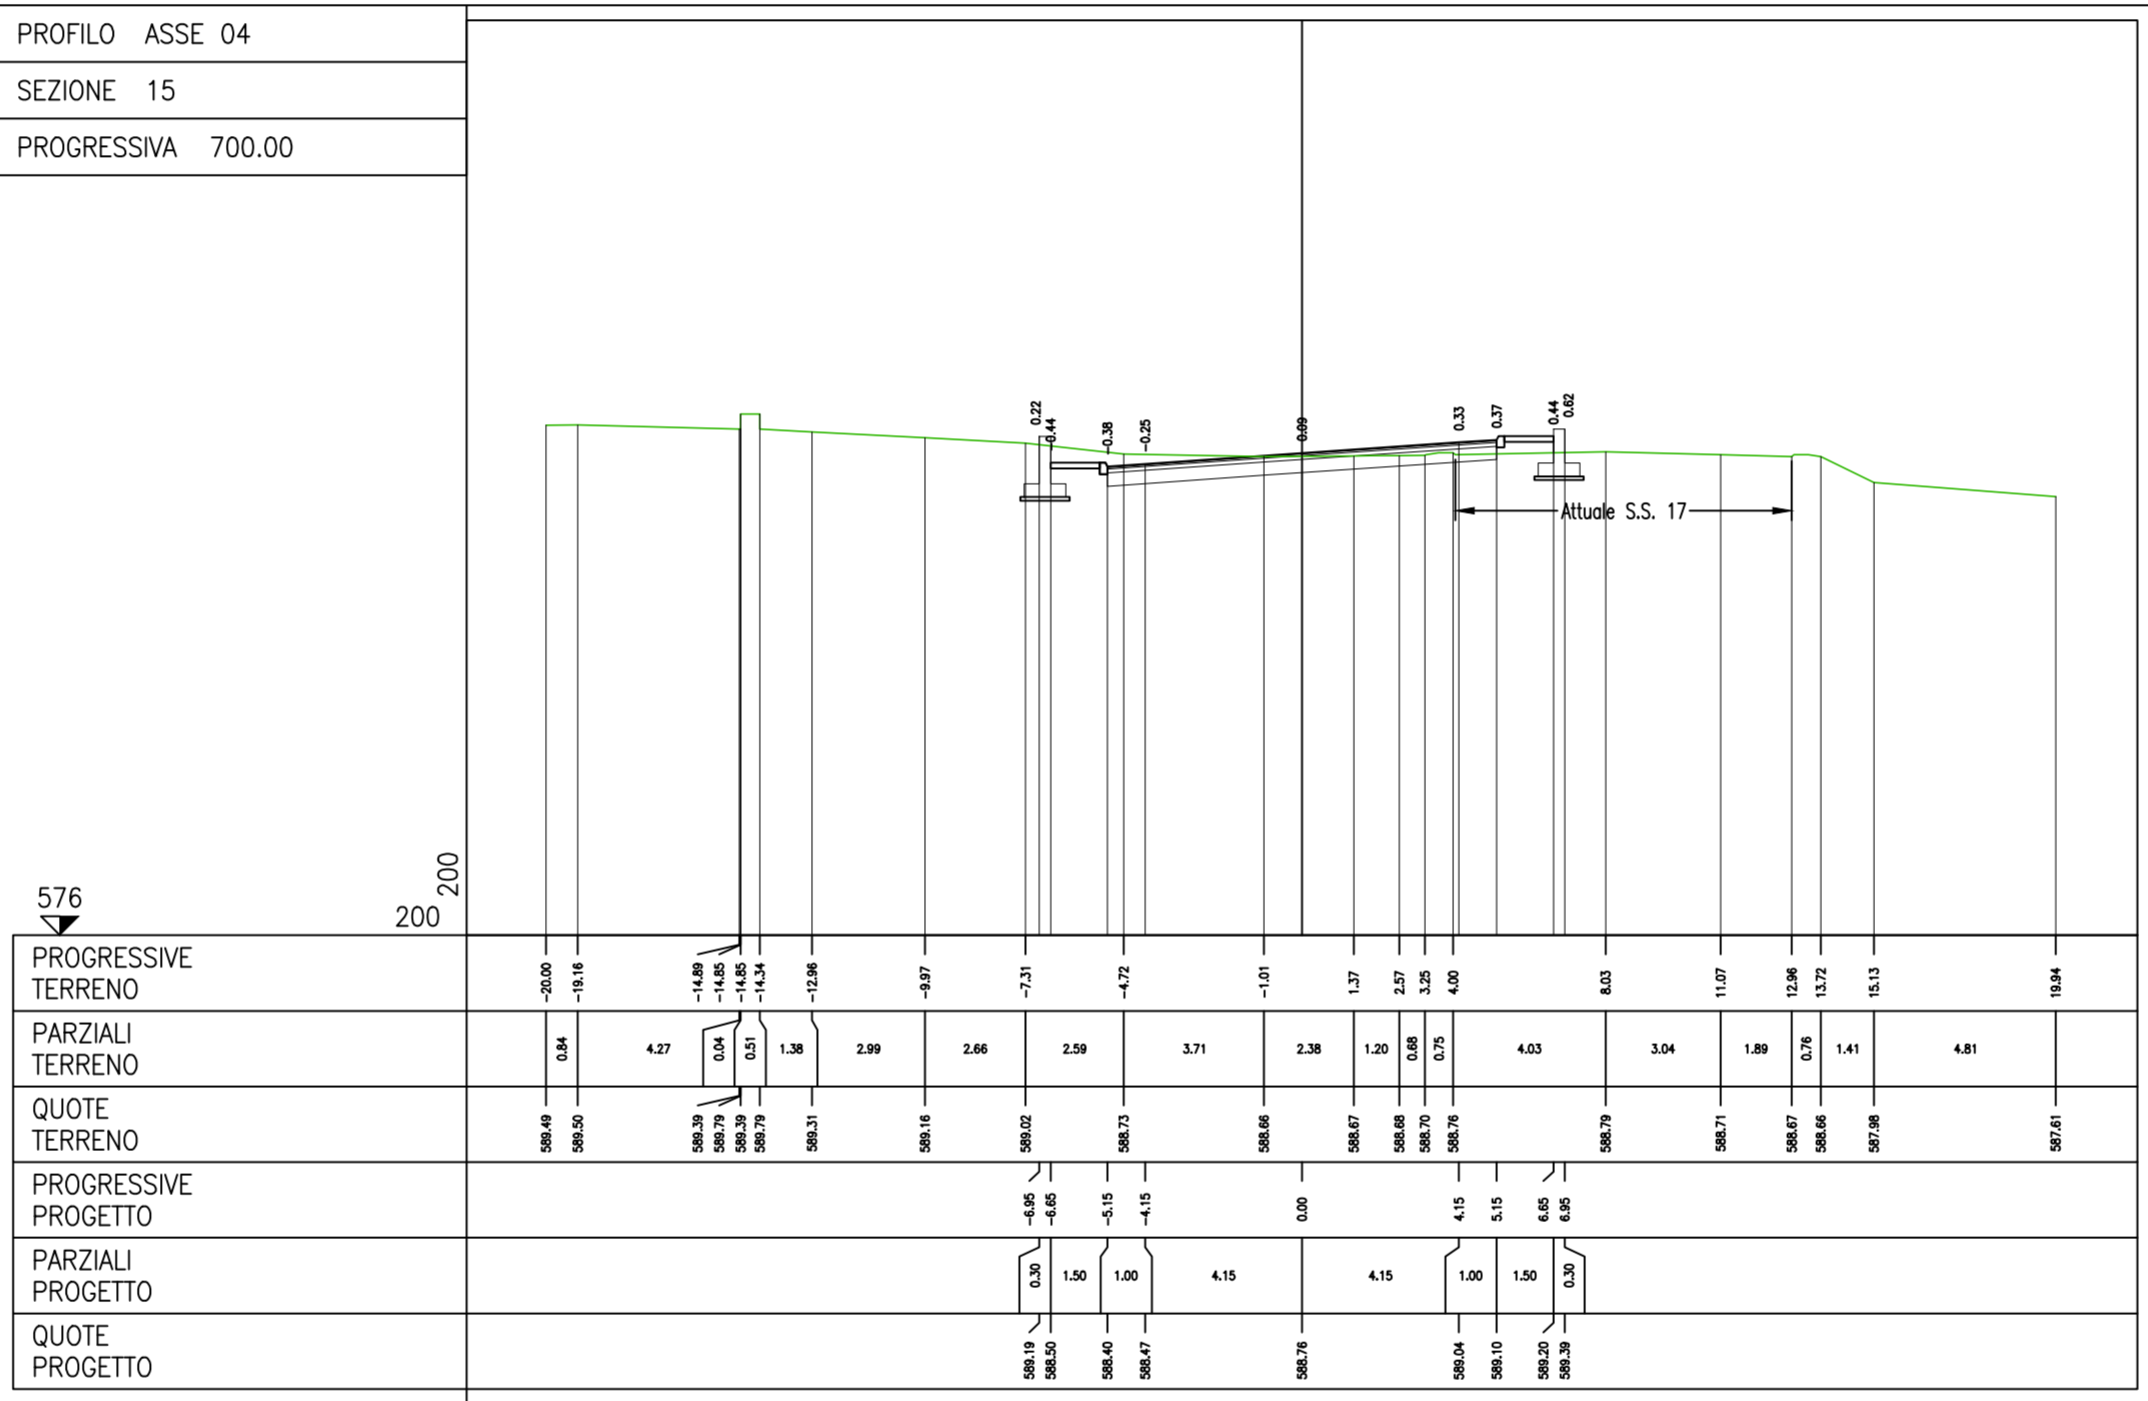 PROFILO ASSE 04
SEZIONE 15
PROGRESSIVA 700.00
0.22
-0.44
-0.38
-0.25
0.09
0.33
0.37
0.44
0.62
Attuale S.S. 17
576
200
200
PROGRESSIVE
TERRENO
-20.00 -19.16 -14.89 -14.85 -14.85 -14.34 -12.96 -9.97 -7.31 -4.72 -1.01 1.37 2.57 3.25 4.00 8.03 11.07 12.96 13.72 15.13 19.94
PARZIALI
TERRENO
0.84 4.27 0.04 0.51 1.38 2.99 2.66 2.59 3.71 2.38 1.20 0.68 0.75 4.03 3.04 1.89 0.76 1.41 4.81
QUOTE
TERRENO
589.49 589.50 589.39 589.79 589.39 589.79 589.31 589.16 589.02 588.73 588.66 588.67 588.68 588.70 588.76 588.79 588.71 588.67 588.66 587.98 587.61
PROGRESSIVE
PROGETTO
-6.95 -6.65 -5.15 -4.15 0.00 4.15 5.15 6.65 6.95
PARZIALI
PROGETTO
0.30 1.50 1.00 4.15 4.15 1.00 1.50 0.30
QUOTE
PROGETTO
589.19 588.50 588.40 588.47 588.76 589.04 589.10 589.20 589.39